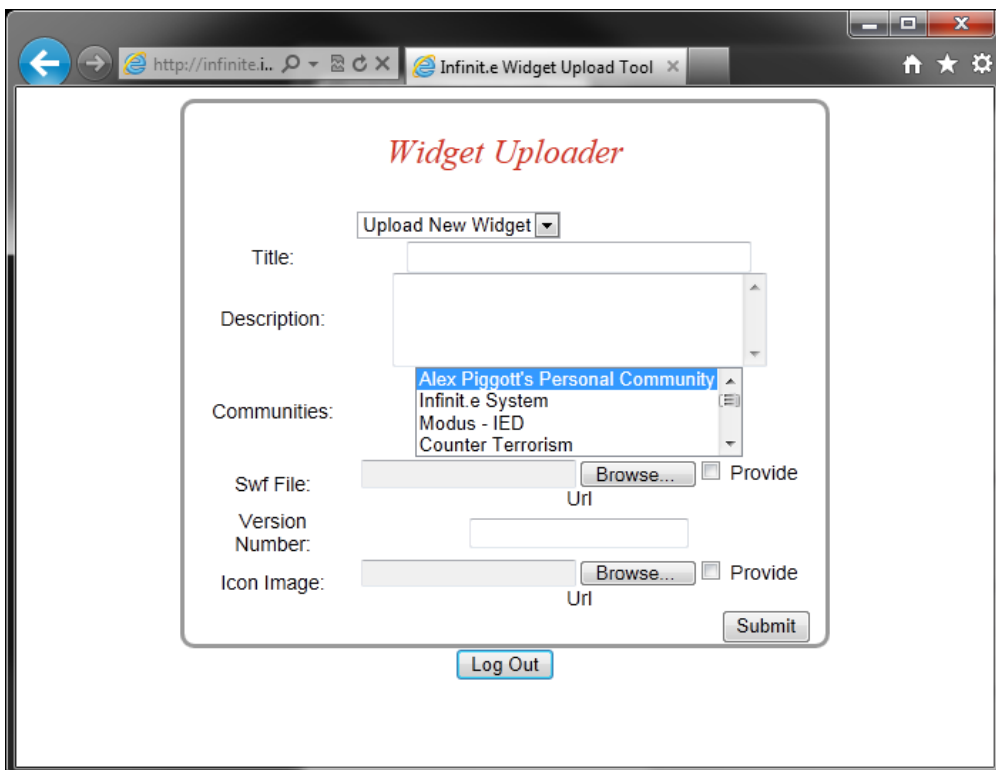 http://infinite.i..
Infinit.e Widget Upload Tool
Widget Uploader
Upload New Widget
Title:
Description:
Alex Piggott's Personal Community
Infinit.e System
Modus - IED
Counter Terrorism
Communities:
Swf File:
Browse... Provide
Url
Version
Number:
Icon Image:
Browse... Provide
Url
Submit
Log Out